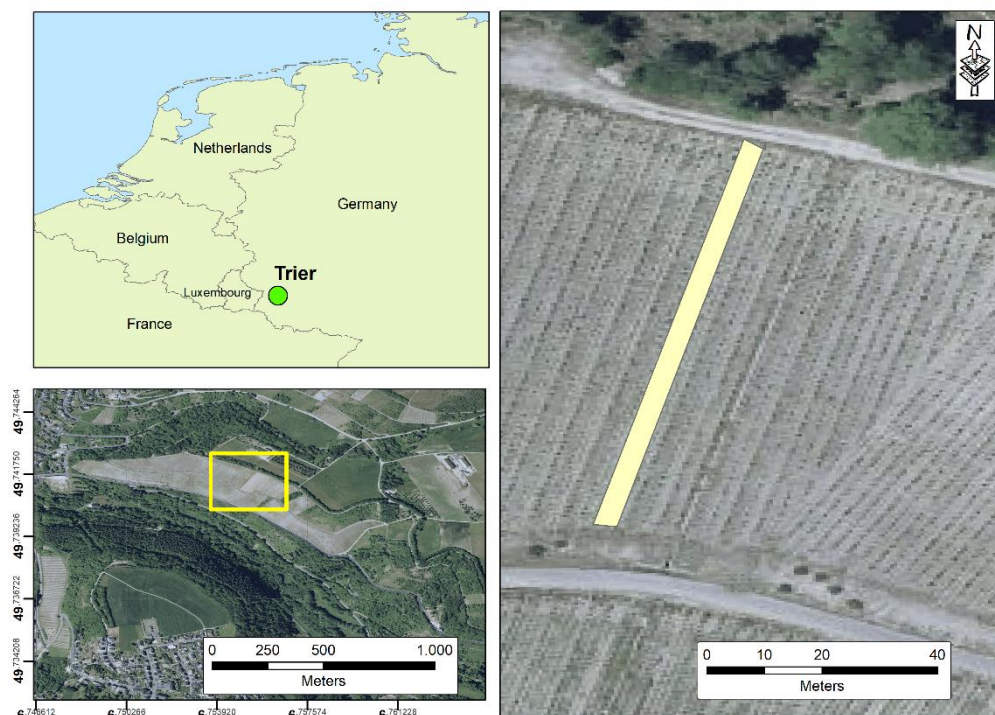 Netherlands
Germany
Belgium
Trier
Luxembourg
France
N
49.744264
49.741750
49.739236
49.736722
49.734208
0 250 500 1.000
Meters
6.746612 6.750266 6.753920 6.757574 6.761228
0 10 20 40
Meters